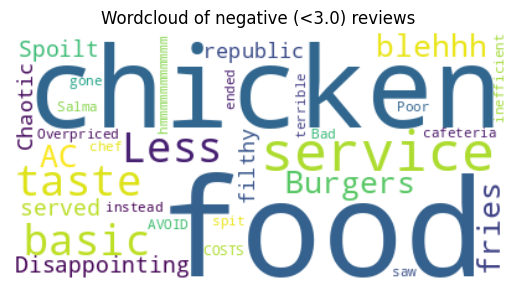 Wordcloud of negative (<3.0) reviews
Spoilt
republic
blehhh
gone
chicken
Salma
hmmmmmmmmmm
ended
terrible
Poor
inefficient
Chaotic
Overpriced
Less
Bad
cafeteria
AC
chef
service
filthy
taste
Burgers
served
instead
food
fries
AVOID
spit
basic
COSTS
saw
Disappointing